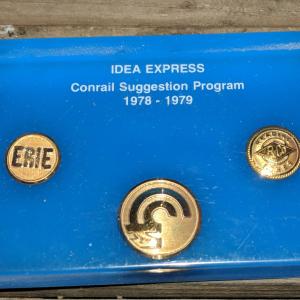 IDEA EXPRESS
Conrail Suggestion Program
1978 - 1979
ERIE